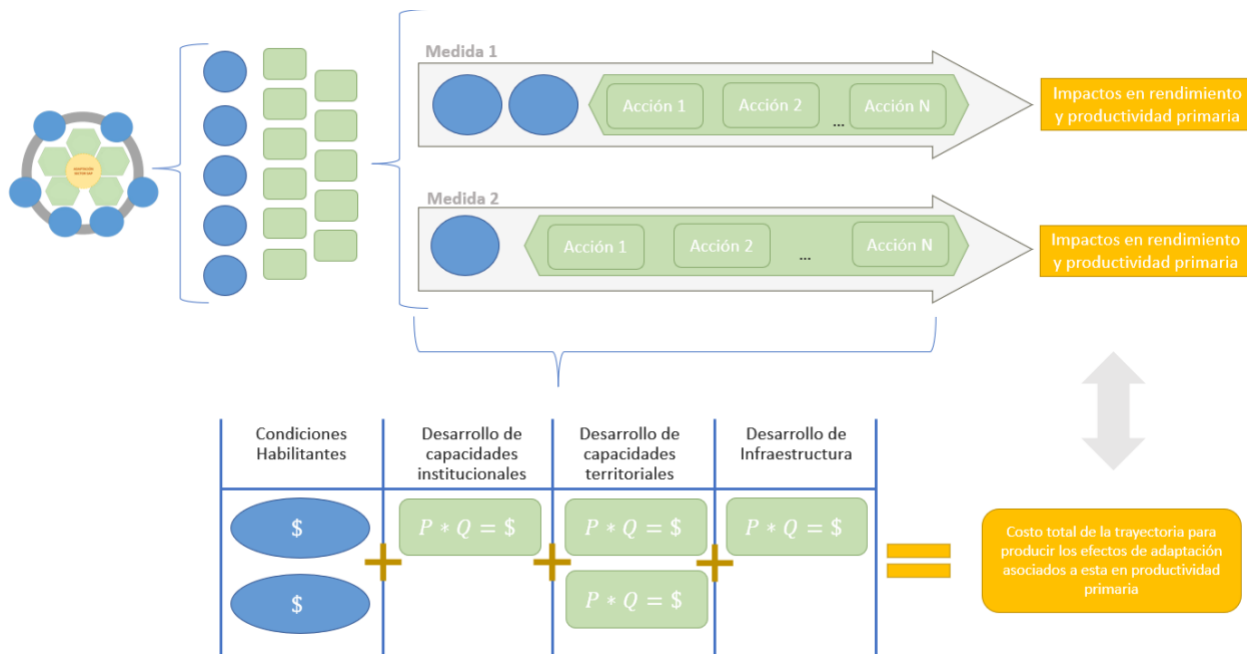 Medida 1
Acción 1
Acción 2
...
Acción N
Impactos en rendimiento
y productividad primaria
Medida 2
Acción 1
Acción 2
...
Acción N
Impactos en rendimiento
y productividad primaria
Condiciones
Habilitantes
Desarrollo de
capacidades
institucionales
Desarrollo de
capacidades
territoriales
Desarrollo de
Infraestructura
$
P * Q = $
P * Q = $
P * Q = $
$
P * Q = $
Costo total de la trayectoria para
producir los efectos de adaptación
asociados a esta en productividad
primaria